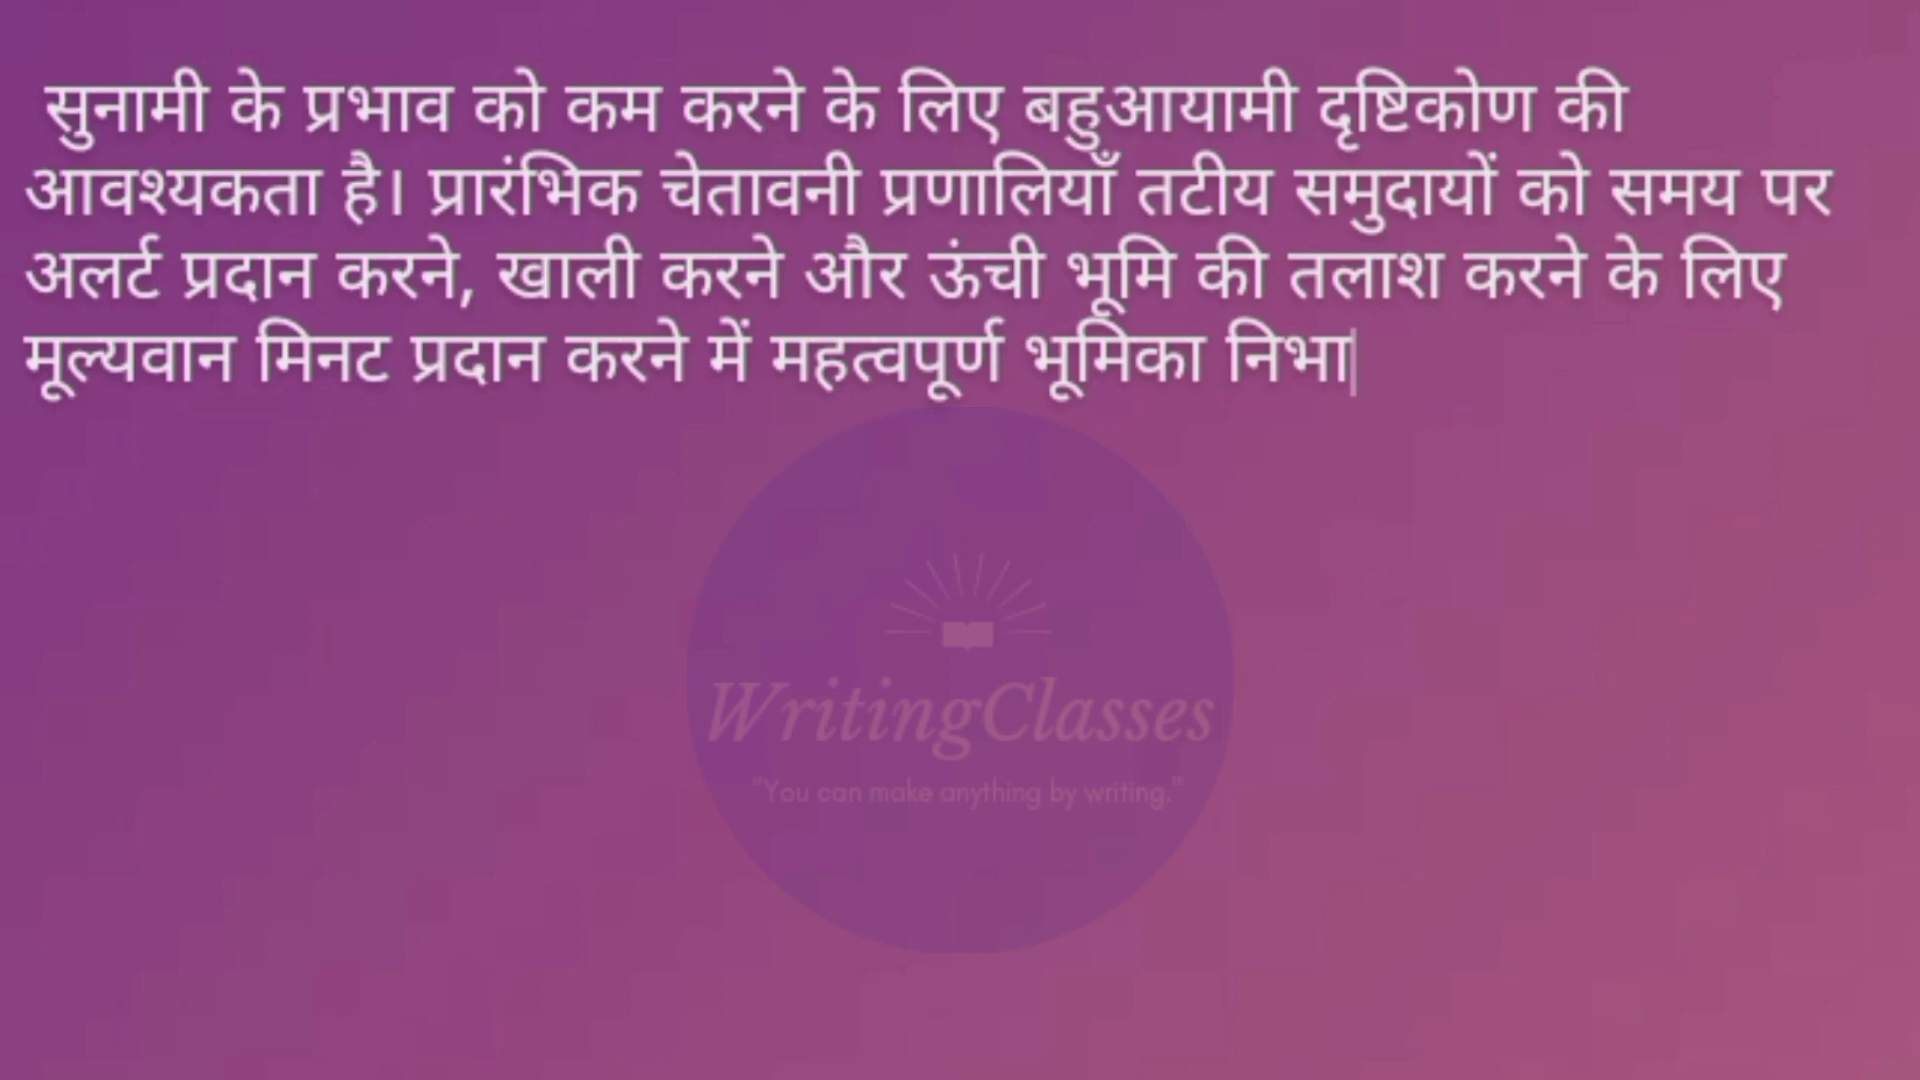 सुनामी के प्रभाव को कम करने के लिए बहुआयामी दृष्टिकोण की
आवश्यकता है। प्रारंभिक चेतावनी प्रणालियाँ तटीय समुदायों को समय पर
अलर्ट प्रदान करने, खाली करने और ऊंची भूमि की तलाश करने के लिए
मूल्यवान मिनट प्रदान करने में महत्वपूर्ण भूमिका निभा
WritingClasses
"You can make anything by writing."